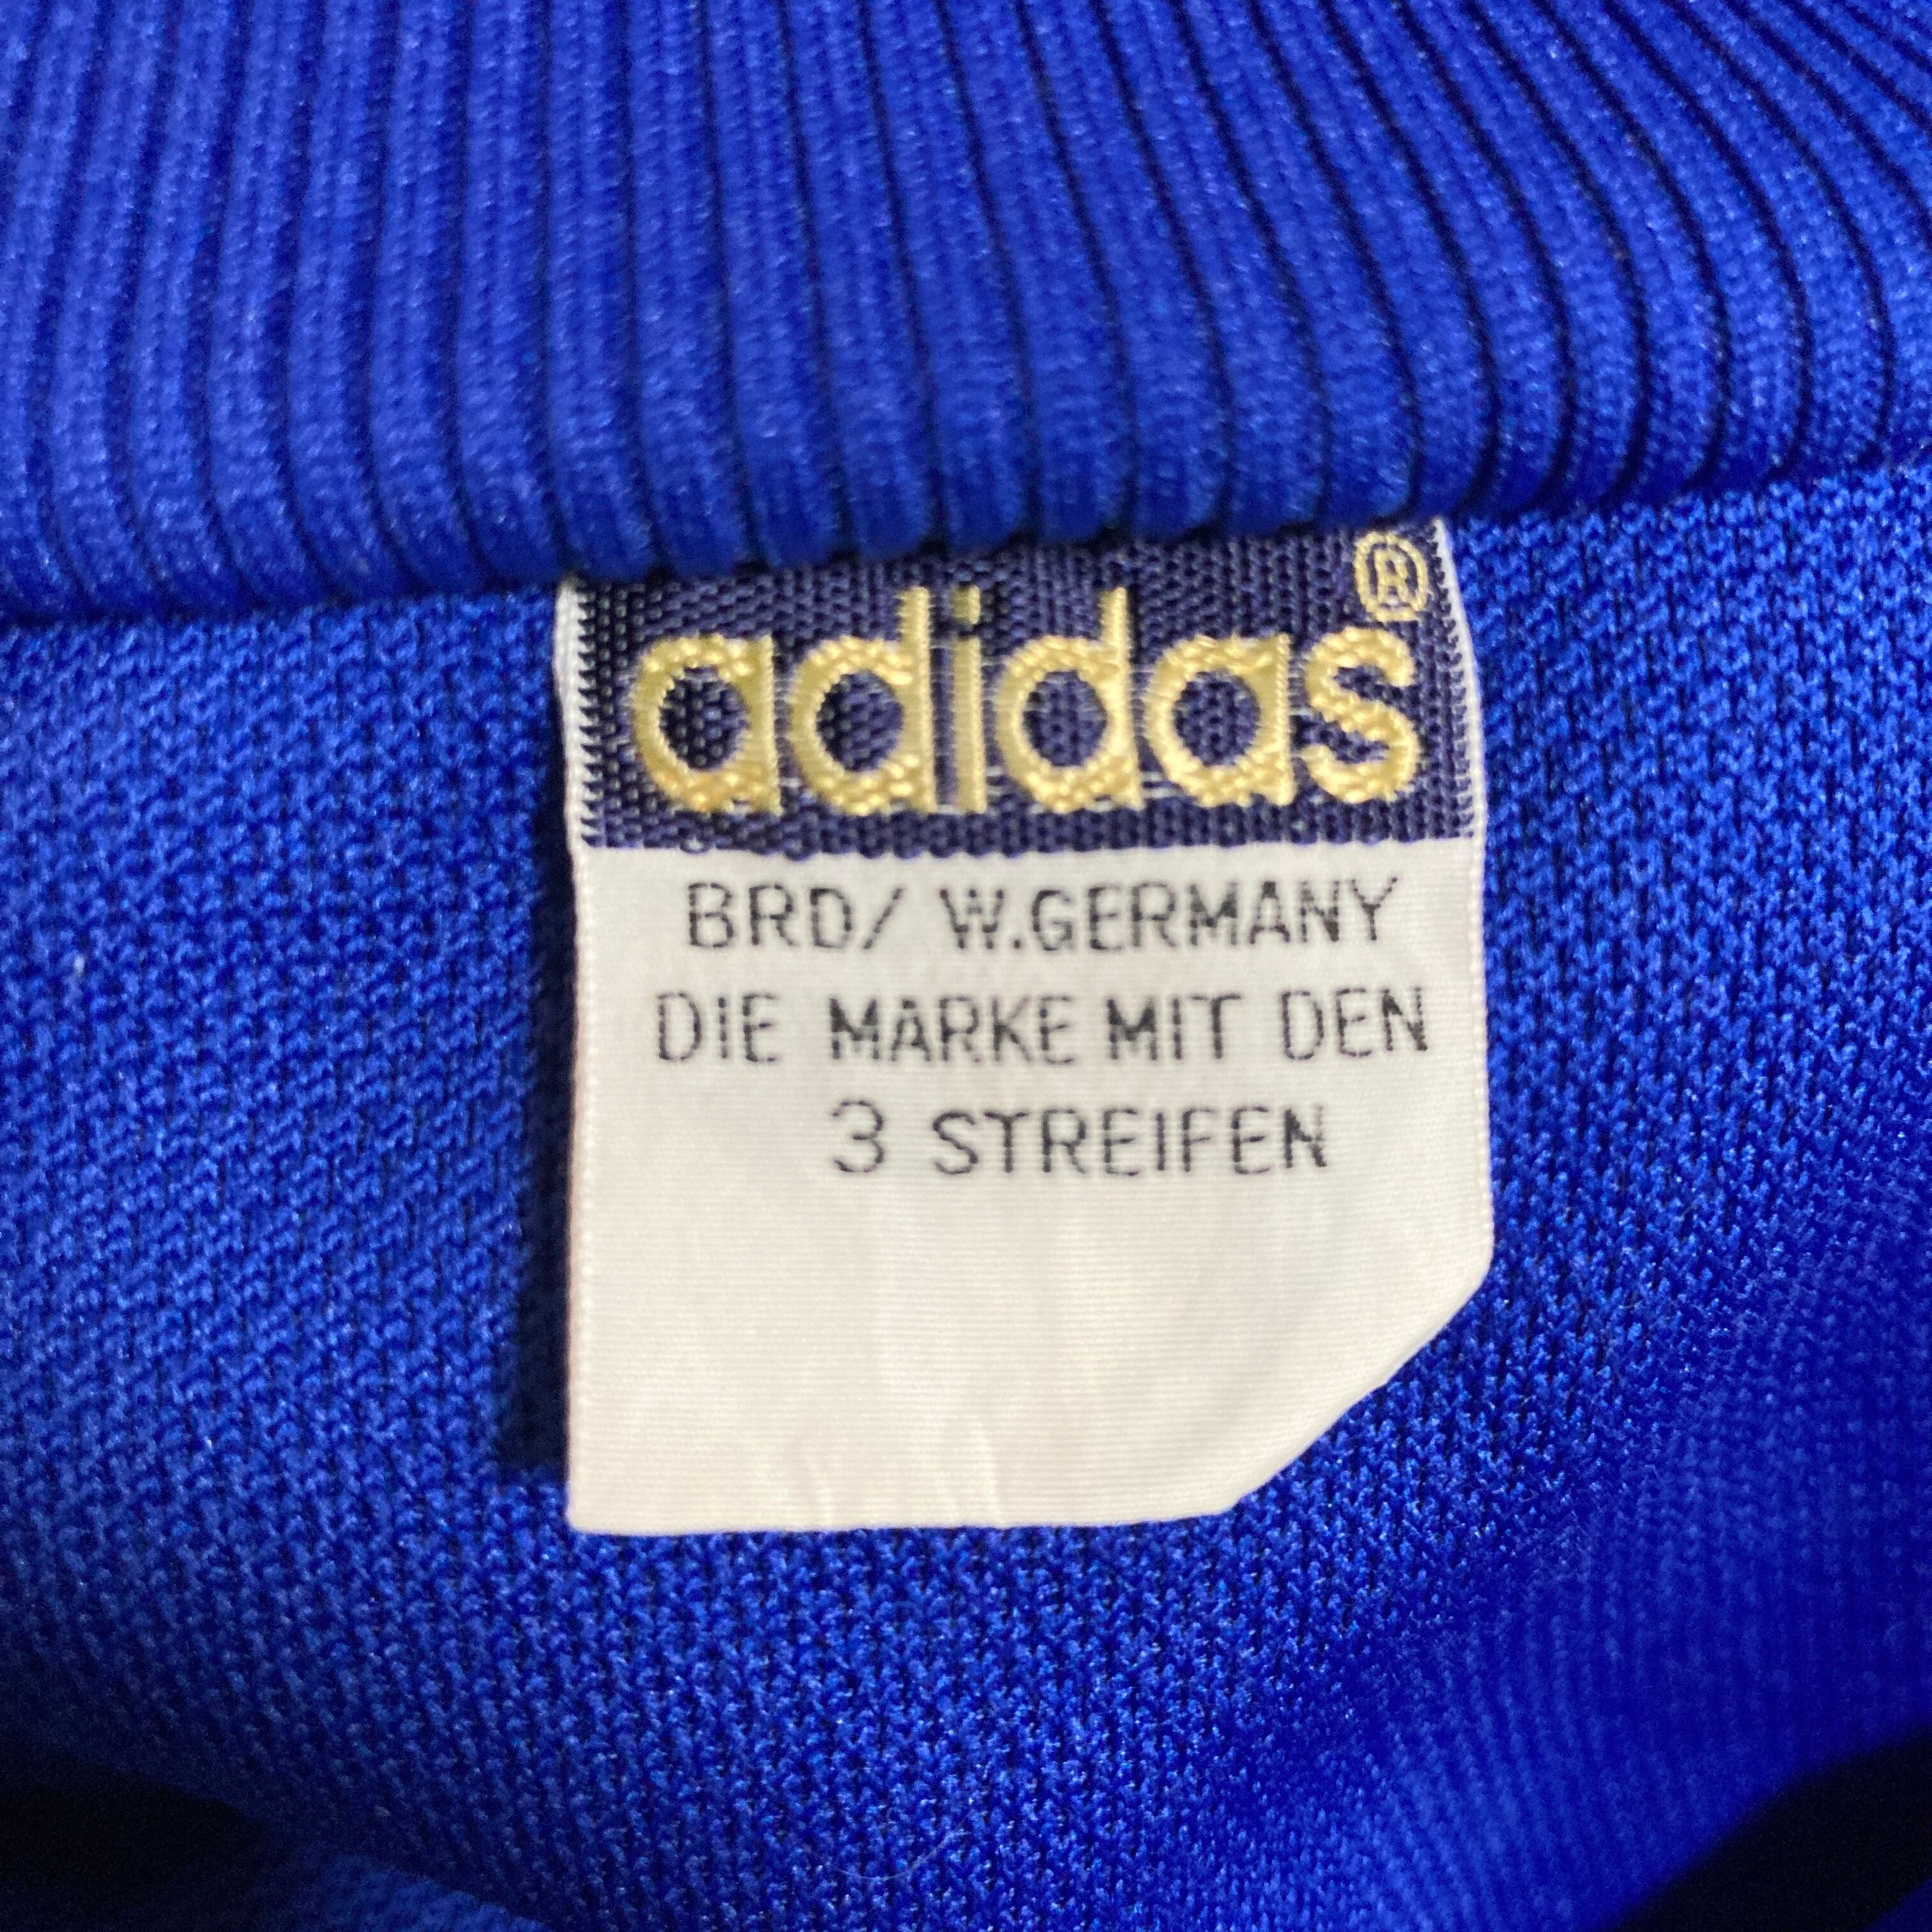 adidas®
BRD/ W.GERMANY
DIE MARKE MIT DEN
3 STREIFEN